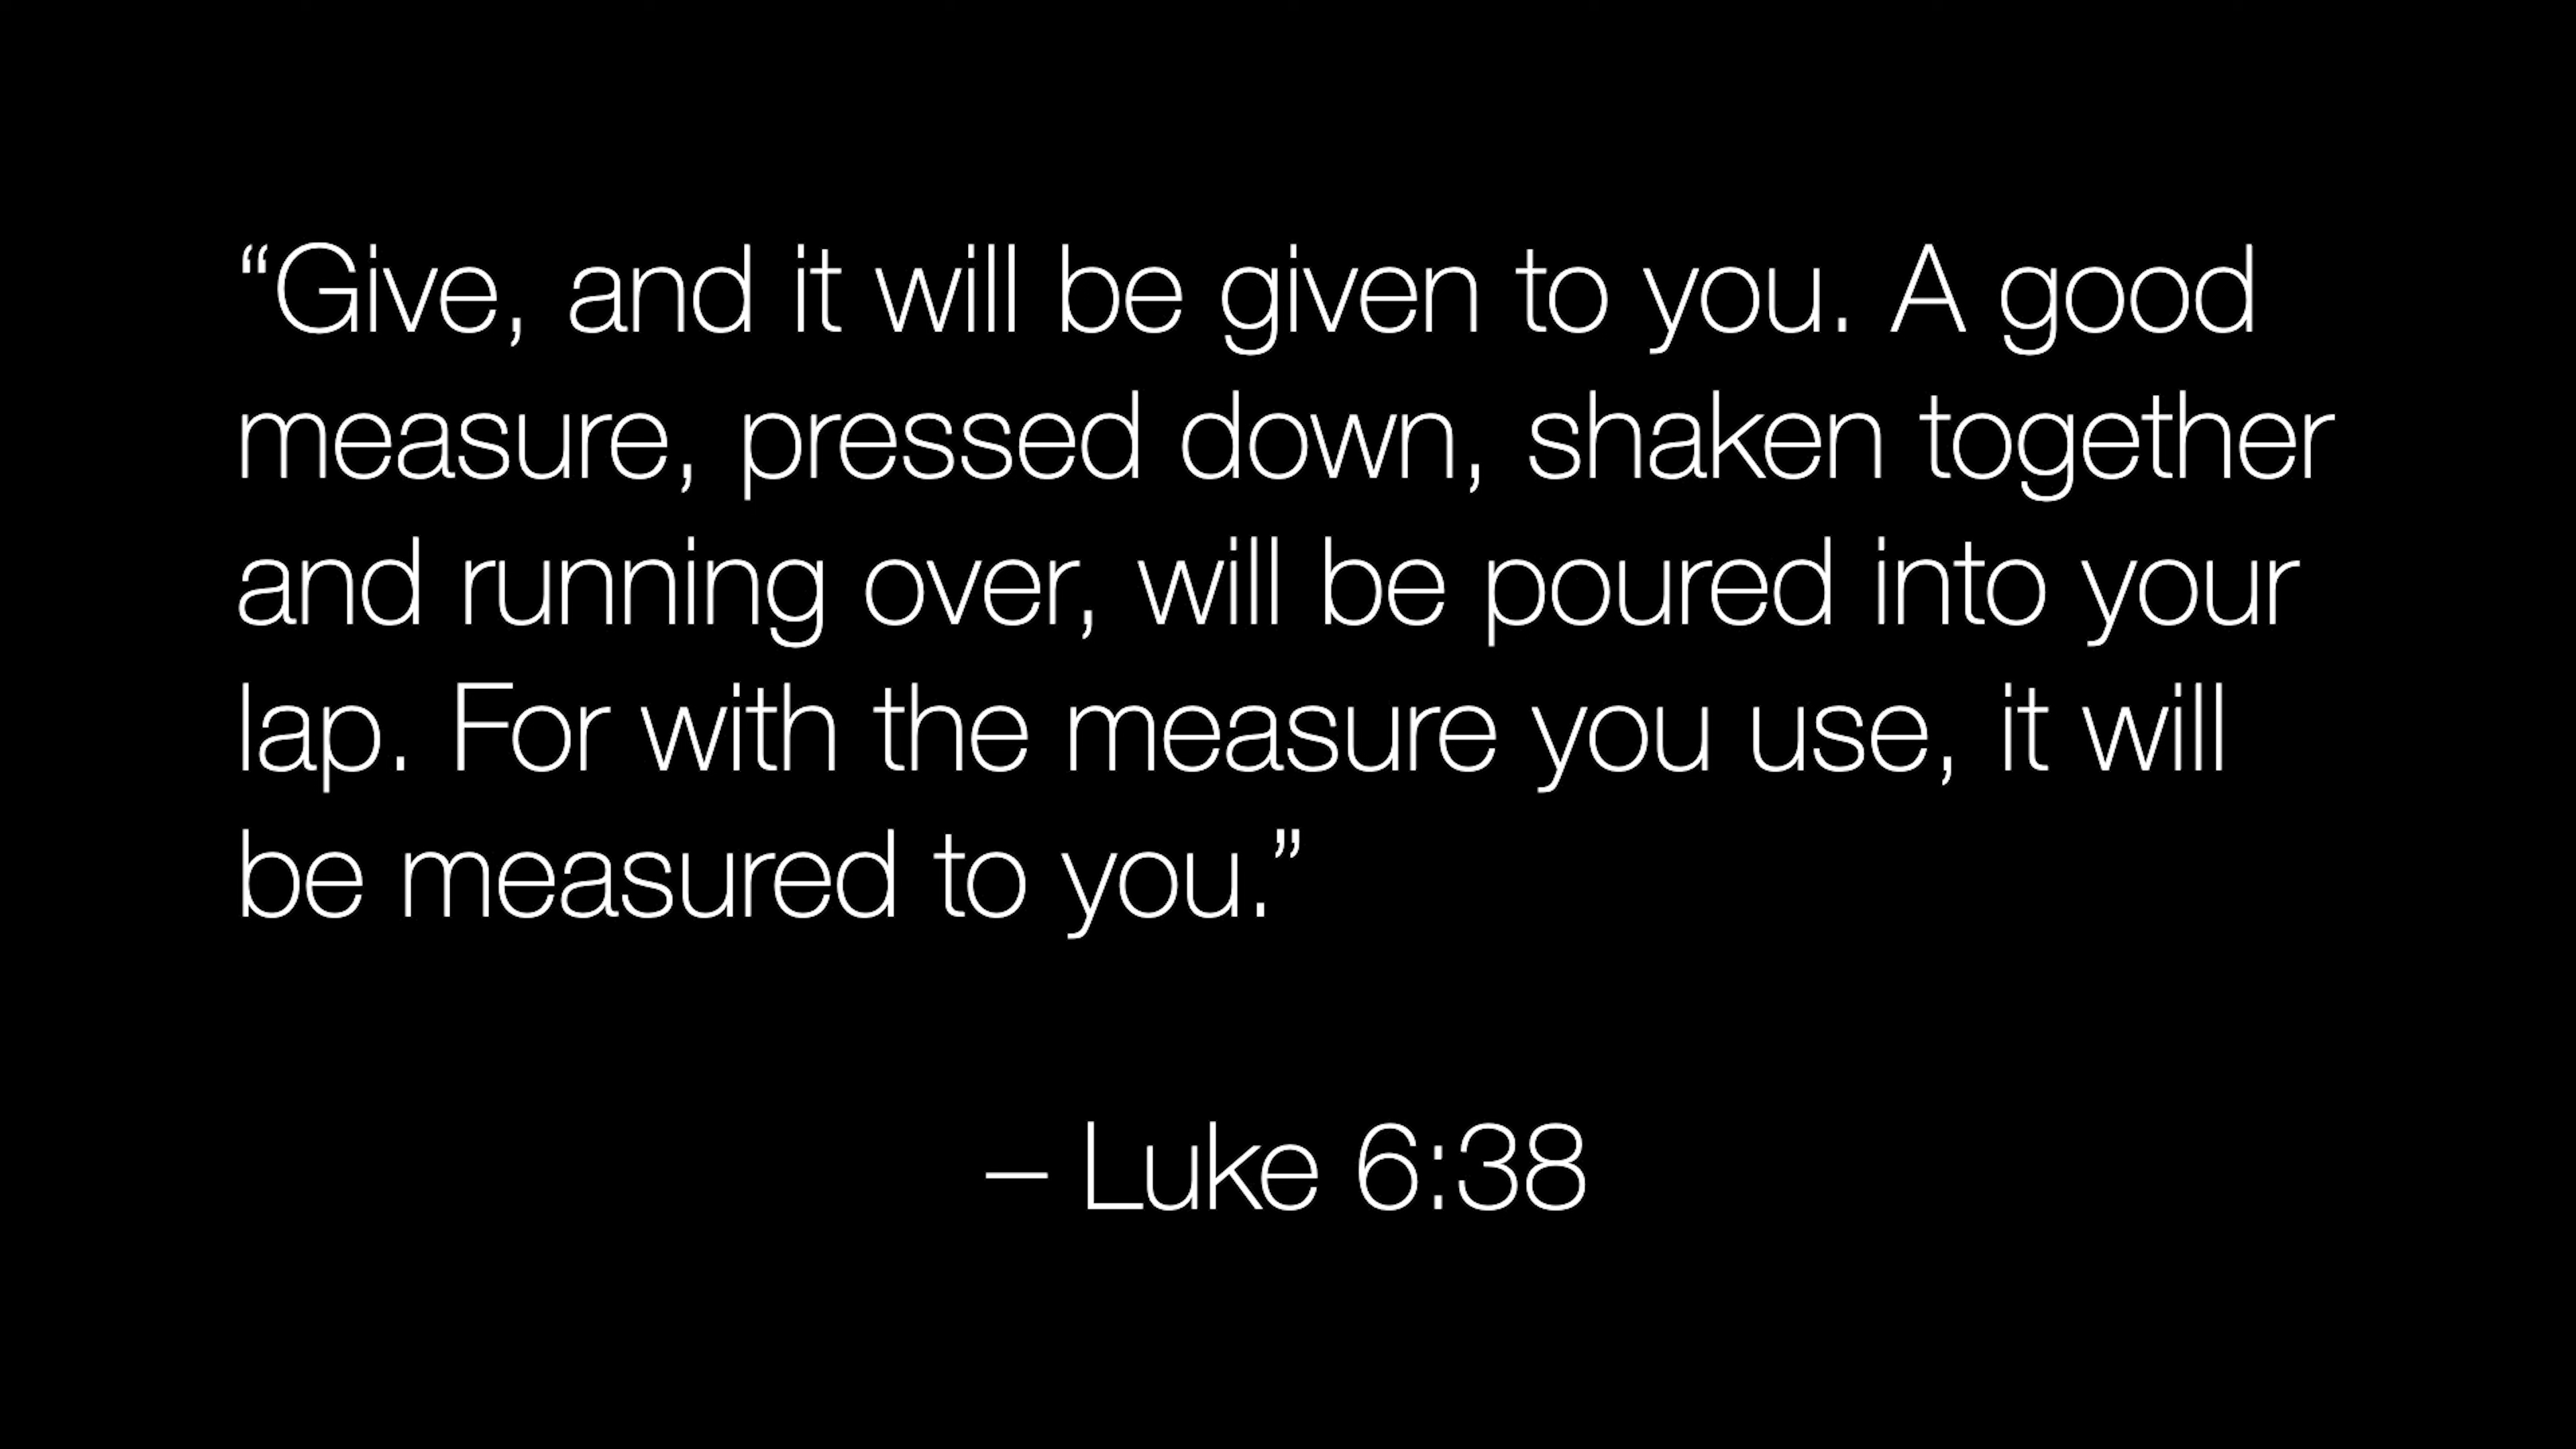 “Give, and it will be given to you. A good
measure, pressed down, shaken together
and running over, will be poured into your
lap. For with the measure you use, it will
be measured to you.”
– Luke 6:38